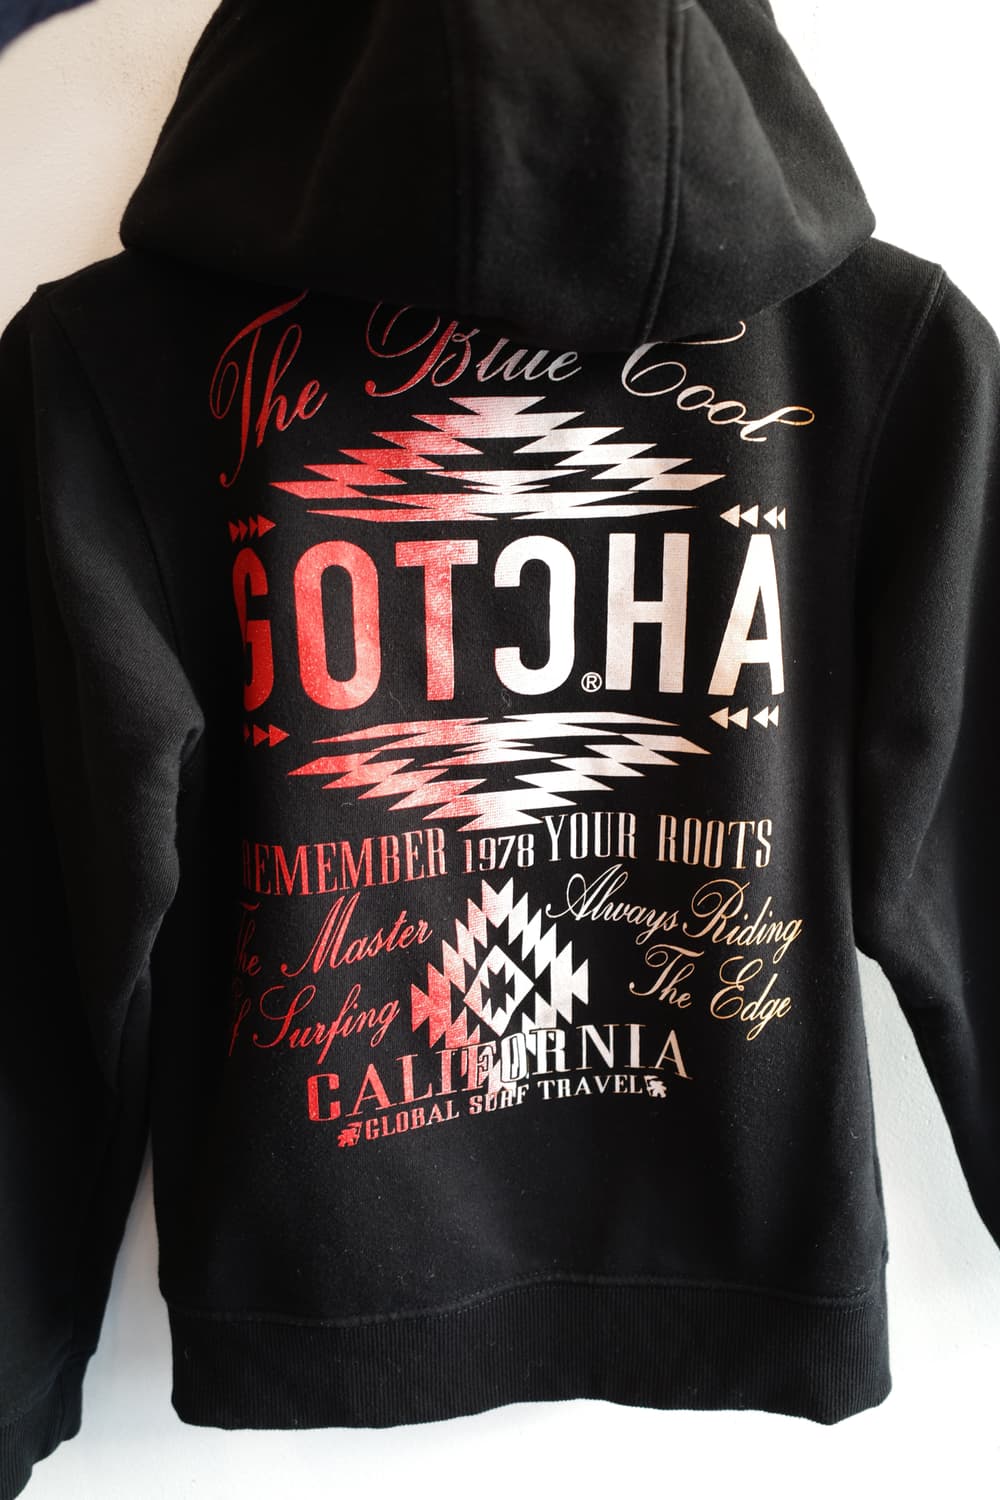 The Blue Cool
GOTCHA®
REMEMBER 1978 YOUR ROOTS
The Master
Of Surfing
Always Riding
The Edge
CALIFORNIA
GLOBAL SURF TRAVEL